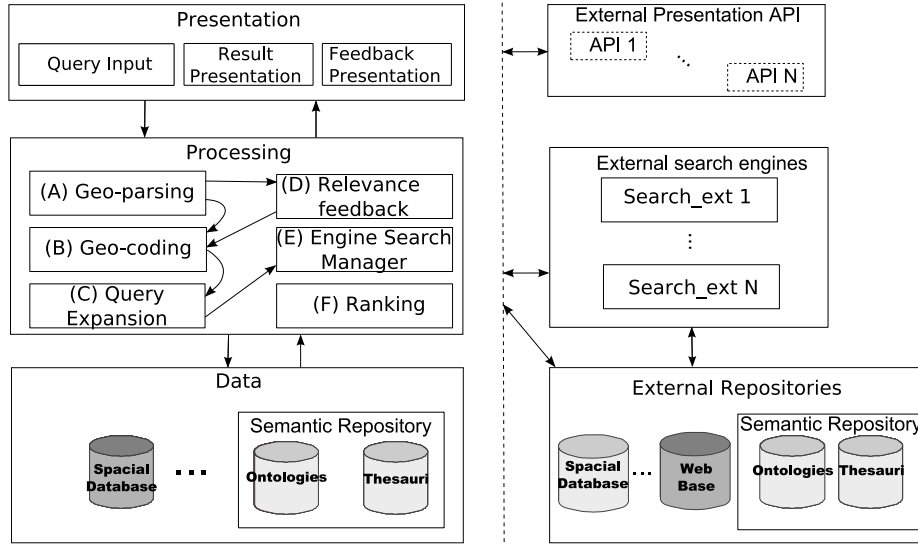 Presentation
Query Input
Result
Presentation
Feedback
Presentation
Processing
(A) Geo-parsing
(D) Relevance
feedback
(B) Geo-coding
(E) Engine Search
Manager
(C) Query
Expansion
(F) Ranking
Data
Spacial
Database
...
Semantic Repository
Ontologies
Thesauri
External Presentation API
API 1
...
API N
External search engines
Search_ext 1
...
Search_ext N
External Repositories
Spacial
Database
...
Web
Base
Semantic Repository
Ontologies
Thesauri